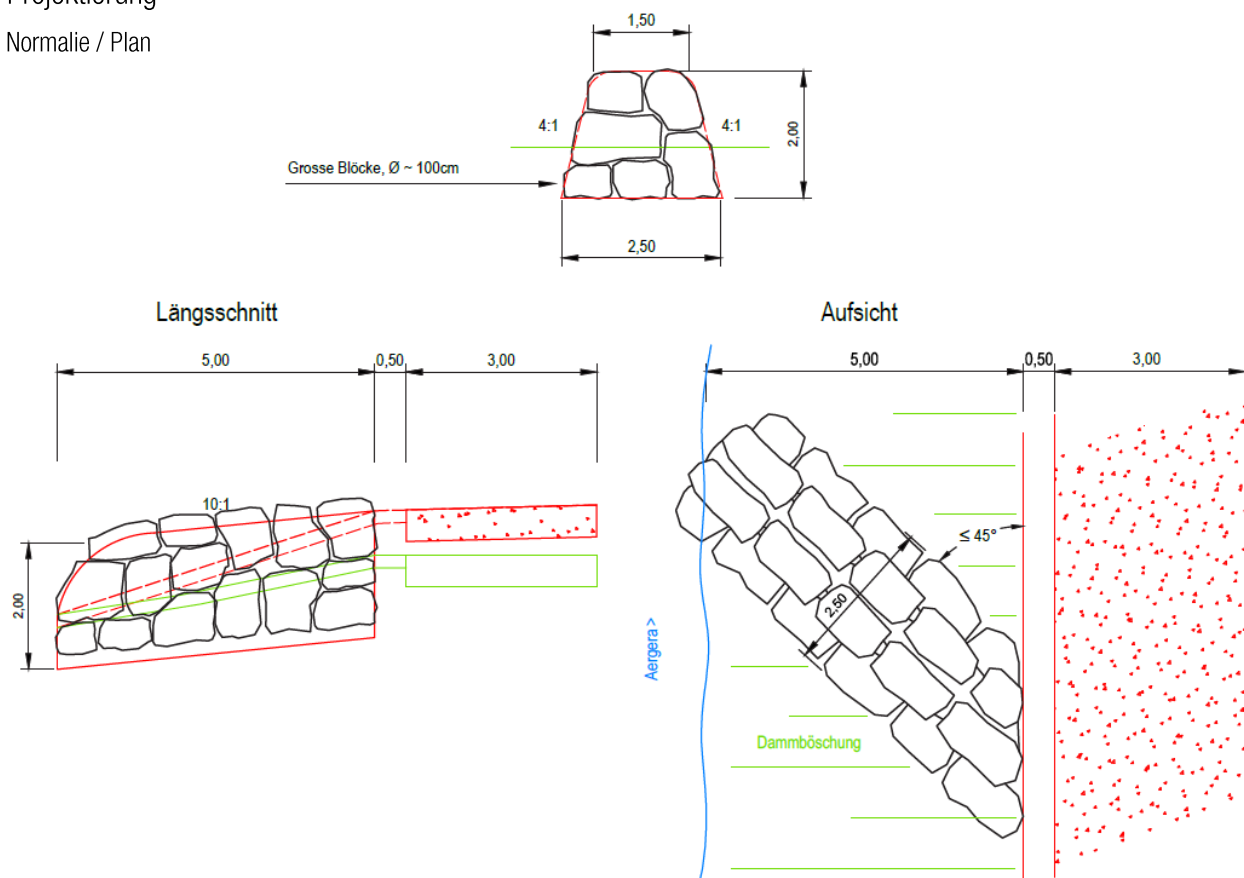 Projektierung
Normalie / Plan
1,50
4:1
4:1
2,00
Grosse Blöcke, Ø ~ 100cm
2,50
Längsschnitt
5,00
0,50
3,00
10:1
2,00
Aufsicht
5,00
0,50
3,00
≤ 45°
2,50
Aergera >
Dammböschung